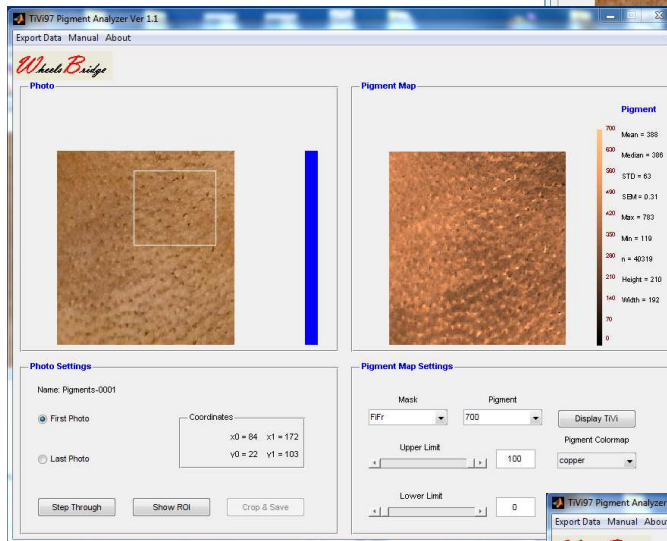 TiVi97 Pigment Analyzer Ver 1.1
Export Data Manual About
Wheels Bridge
Photo
Pigment Map
Pigment
700
630
560
490
420
350
280
210
140
70
0
Mean = 388
Median = 386
STD = 63
SEM = 0.31
Max = 783
Min = 119
n = 40319
Height = 210
Width = 192
Photo Settings
Name: Pigments-0001
First Photo
Last Photo
Coordinates
x0 = 84 x1 = 172
y0 = 22 y1 = 103
Step Through
Show ROI
Crop & Save
Pigment Map Settings
Mask
Pigment
FiFr
700
Display TiVi
Upper Limit
100
Pigment Colormap
copper
Lower Limit
0
TiVi97 Pigment Analyzer
Export Data Manual Abou